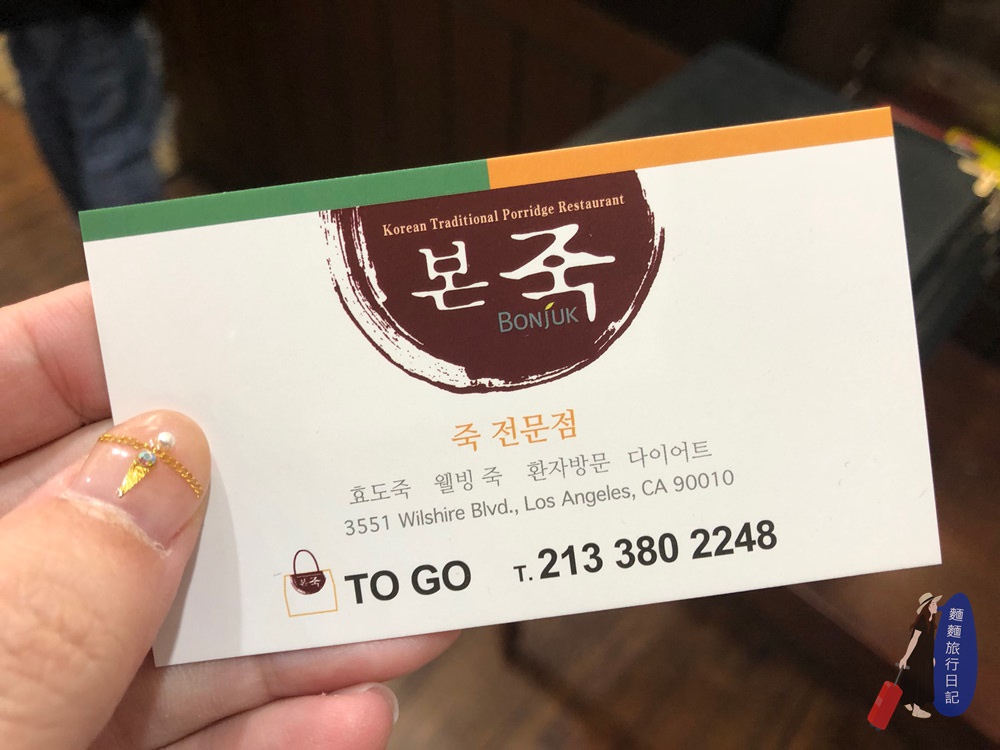 Korean Traditional Porridge Restaurant
본죽
BONJUK
죽 전문점
효도죽 웰빙 죽 환자방문 다이어트
3551 Wilshire Blvd., Los Angeles, CA 90010
본죽
TO GO T. 213 380 2248
麵麵旅行日記